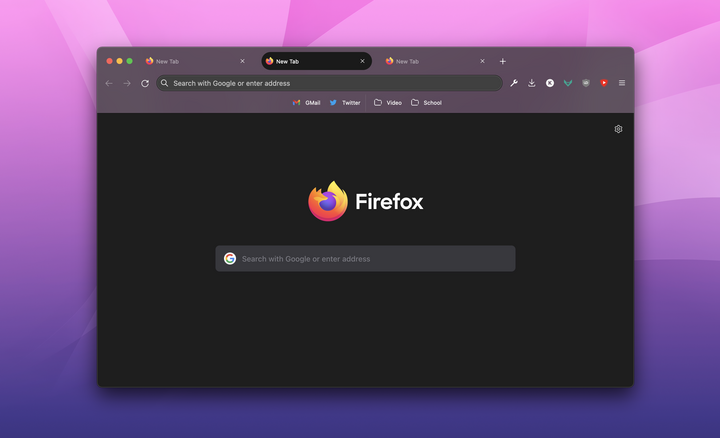 New Tab
New Tab
New Tab
Search with Google or enter address
GMail
Twitter
Video
School
Firefox
Search with Google or enter address